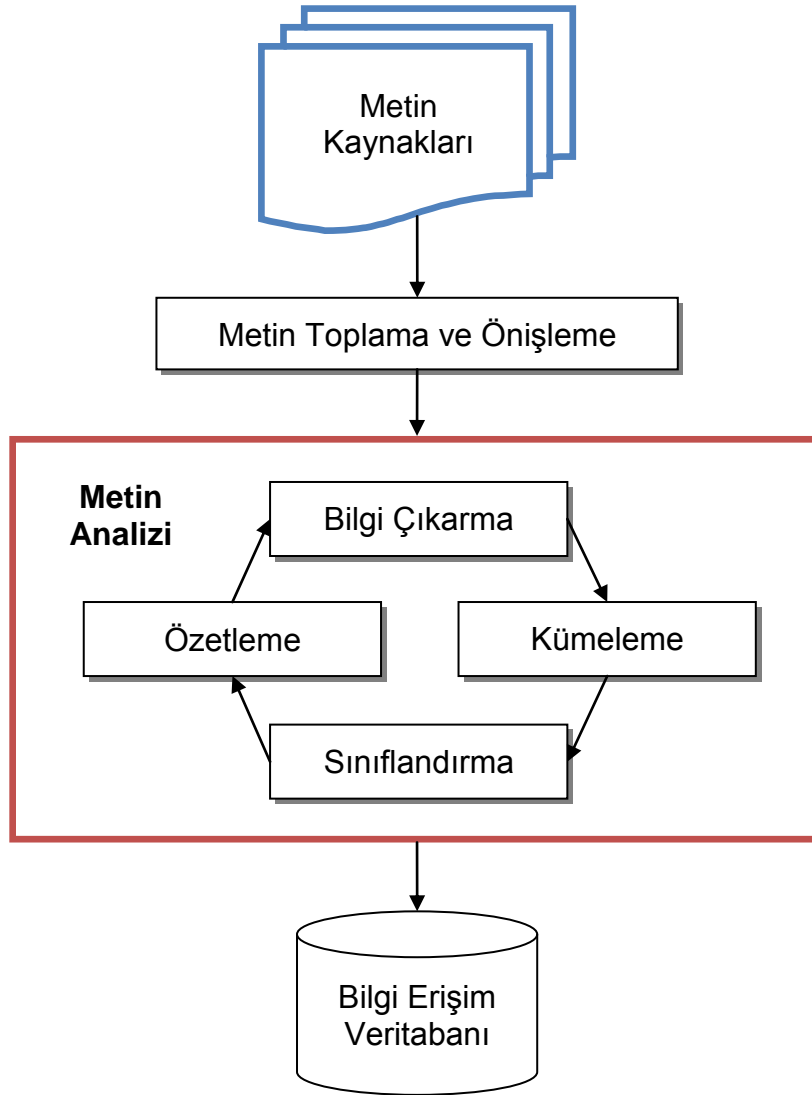 Metin
Kaynakları
Metin Toplama ve Önişleme
Metin
Analizi
Bilgi Çıkarma
Özetleme
Kümeleme
Sınıflandırma
Bilgi Erişim
Veritabanı